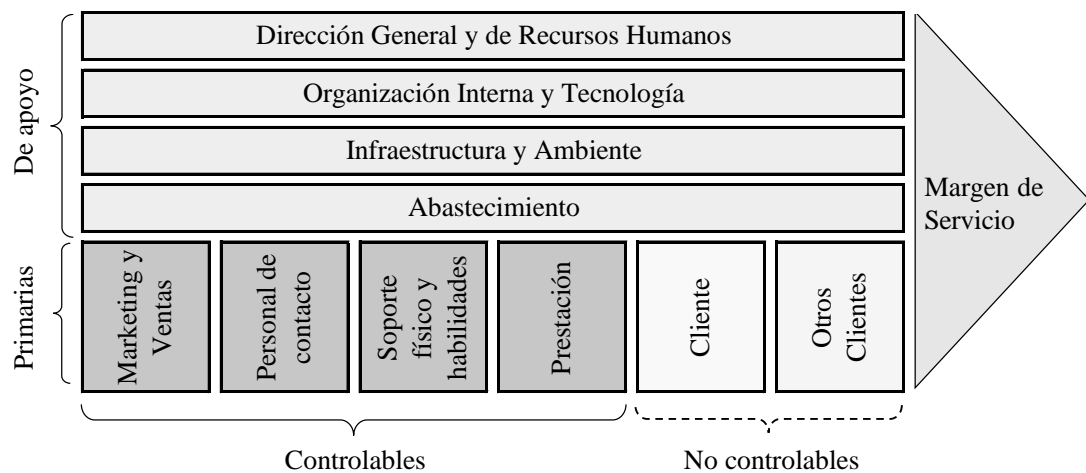 De apoyo
Dirección General y de Recursos Humanos
Organización Interna y Tecnología
Infraestructura y Ambiente
Abastecimiento
Primarias
Marketing y
Ventas
Personal de
contacto
Soporte
físico y
habilidades
Prestación
Cliente
Otros
Clientes
Margen de
Servicio
Controlables
No controlables